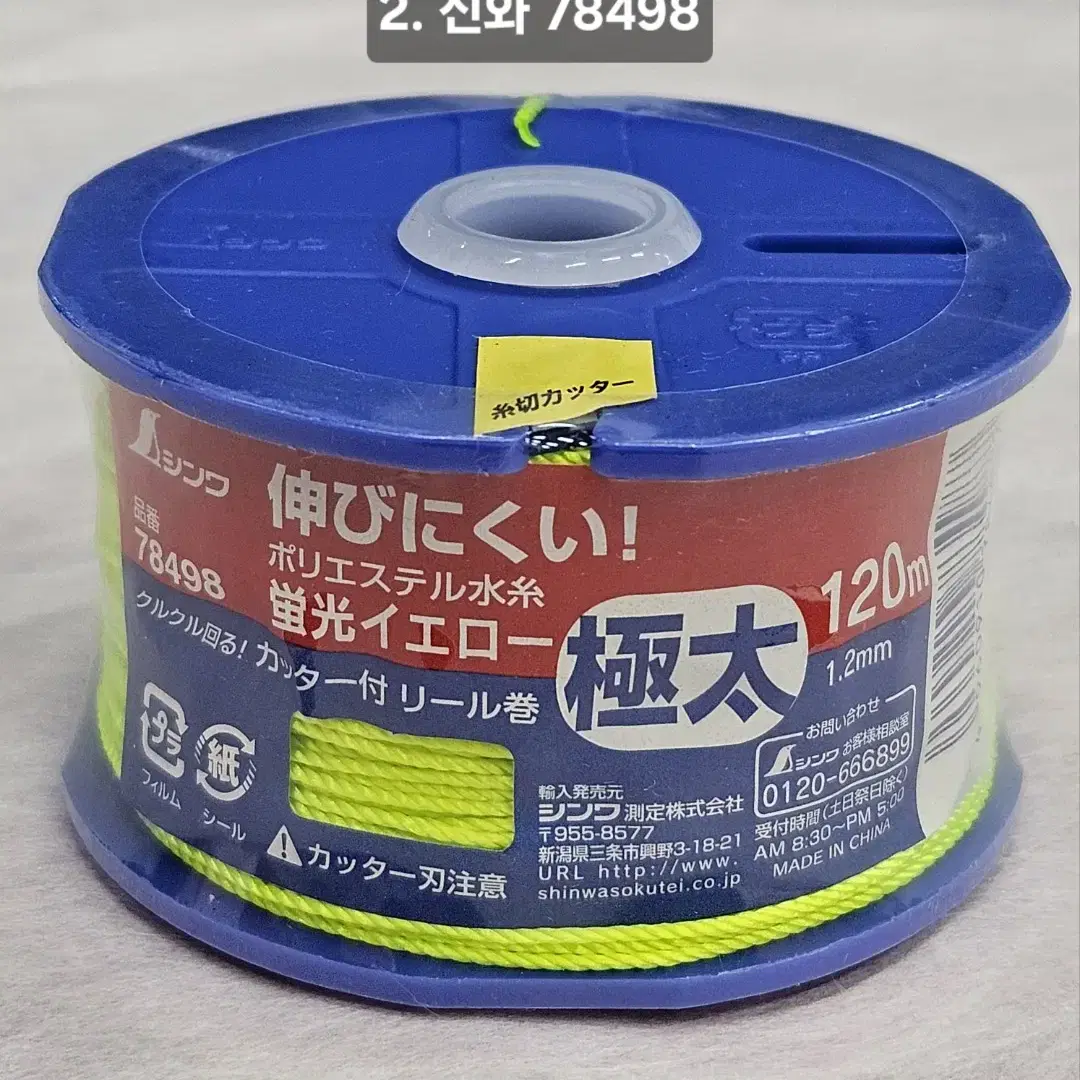 2. 진와 78498
シンワ
糸切カッター
シンワ
品番
78498
伸びにくい!
ポリエステル水糸
蛍光イエロー
極太
120m
1.2mm
クルクル回る! カッター付 リール巻
プラ
フィルム
紙
シール
カッター刃注意
輸入発売元
シンワ測定株式会社
〒955-8577
新潟県三条市興野3-18-21
URL http://www.
shinwasokutei.co.jp
お問い合わせ
シンワ お客様相談室
0120-666899
受付時間(土日祭日除く)
AM 8:30~PM 5:00
MADE IN CHINA